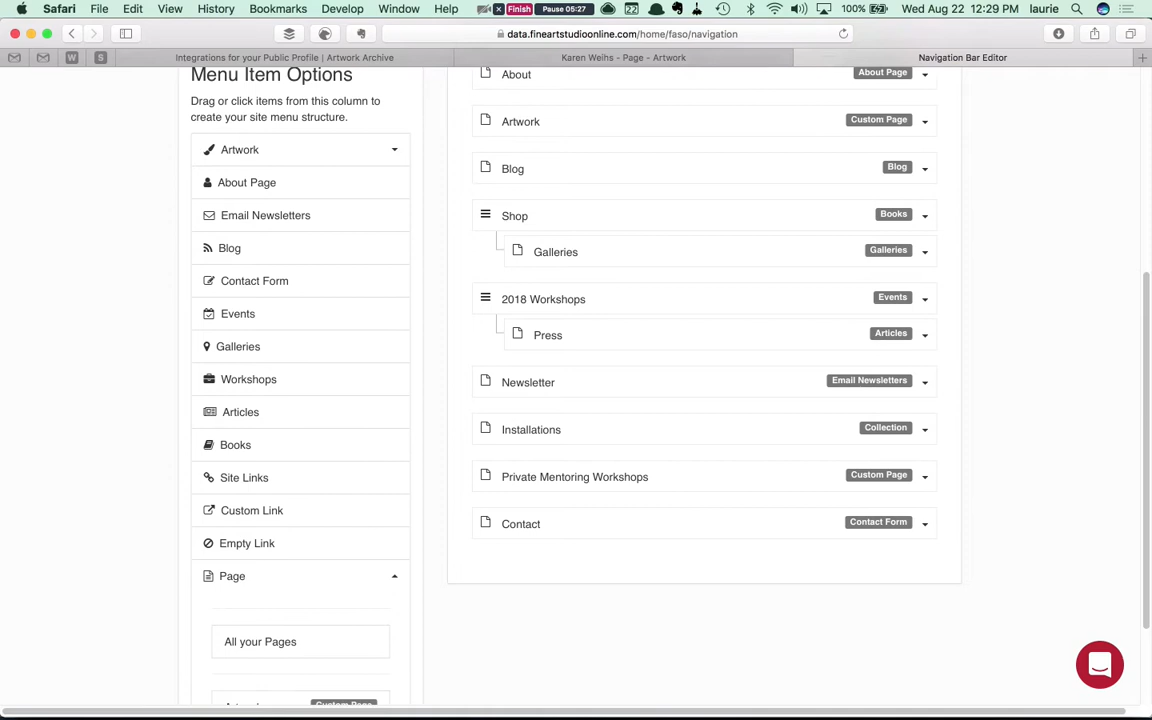 Safari File Edit View History Bookmarks Develop Window Help Finish Pause 05:27 100% Wed Aug 22 12:29 PM laurie
data.fineartstudioonline.com/home/faso/navigation
W S Integrations for your Public Profile | Artwork Archive Karen Weihs - Page - Artwork Navigation Bar Editor
Menu Item Options
Drag or click items from this column to
create your site menu structure.
Artwork
About Page
Email Newsletters
Blog
Contact Form
Events
Galleries
Workshops
Articles
Books
Site Links
Custom Link
Empty Link
Page
All your Pages
About About Page
Artwork Custom Page
Blog Blog
Shop Books
Galleries Galleries
2018 Workshops Events
Press Articles
Newsletter Email Newsletters
Installations Collection
Private Mentoring Workshops Custom Page
Contact Contact Form